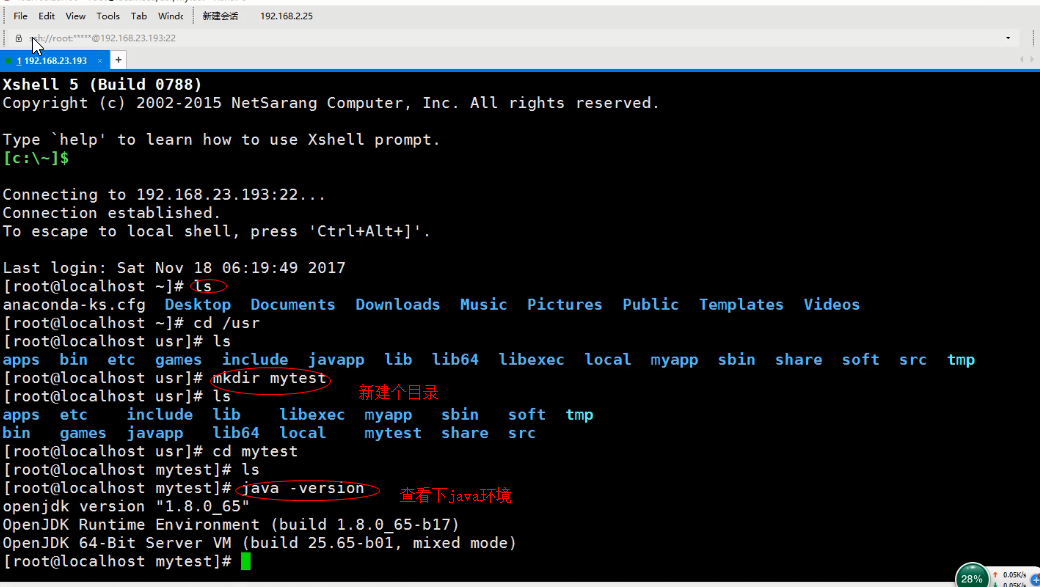 File Edit View Tools Tab Windc 新建会话 192.168.2.25
ssh://root:*****@192.168.23.193:22
1 192.168.23.193 × +
Xshell 5 (Build 0788)
Copyright (c) 2002-2015 NetSarang Computer, Inc. All rights reserved.
Type `help' to learn how to use Xshell prompt.
[c:\~]$
Connecting to 192.168.23.193:22...
Connection established.
To escape to local shell, press 'Ctrl+Alt+]'.
Last login: Sat Nov 18 06:19:49 2017
[root@localhost ~]# ls
anaconda-ks.cfg Desktop Documents Downloads Music Pictures Public Templates Videos
[root@localhost ~]# cd /usr
[root@localhost usr]# ls
apps bin etc games include javapp lib lib64 libexec local myapp sbin share soft src tmp
[root@localhost usr]# mkdir mytest
新建个目录
[root@localhost usr]# ls
apps etc include lib libexec myapp sbin soft tmp
bin games javapp lib64 local mytest share src
[root@localhost usr]# cd mytest
[root@localhost mytest]# ls
[root@localhost mytest]# java -version
查看下java环境
openjdk version "1.8.0_65"
OpenJDK Runtime Environment (build 1.8.0_65-b17)
OpenJDK 64-Bit Server VM (build 25.65-b01, mixed mode)
[root@localhost mytest]#
28%
0.05K/s
0.05K/s